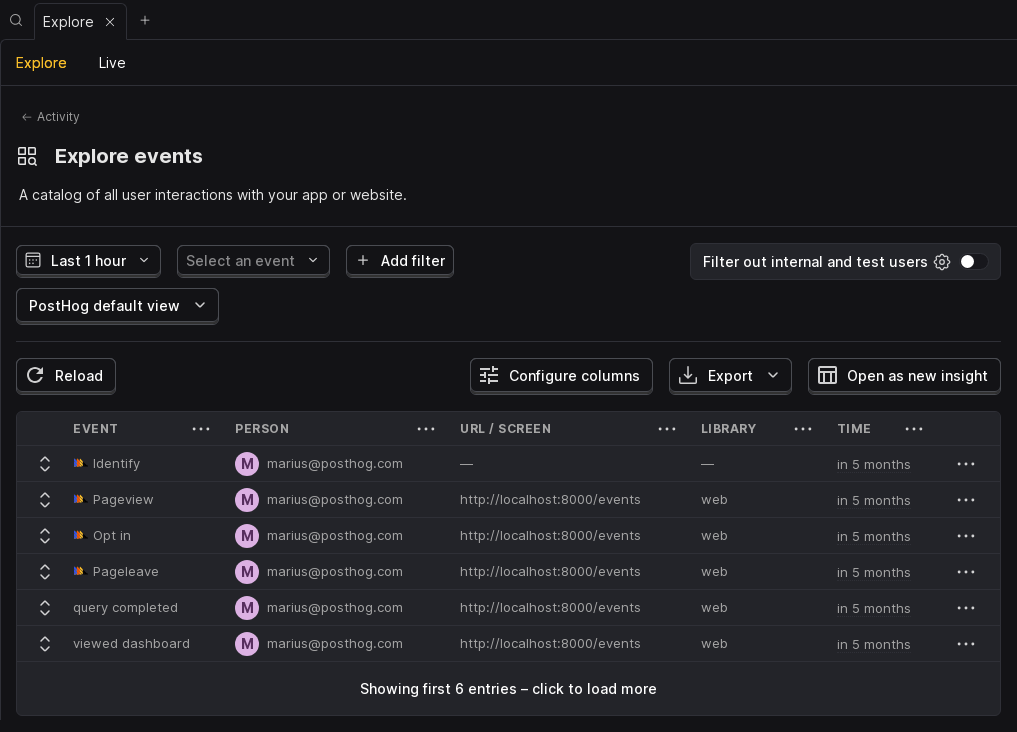 Explore
Explore Live
Activity
Explore events
A catalog of all user interactions with your app or website.
Last 1 hour Select an event Add filter Filter out internal and test users
PostHog default view
Reload Configure columns Export Open as new insight
EVENT PERSON URL / SCREEN LIBRARY TIME
Identify M marius@posthog.com — — in 5 months
Pageview M marius@posthog.com http://localhost:8000/events web in 5 months
Opt in M marius@posthog.com http://localhost:8000/events web in 5 months
Pageleave M marius@posthog.com http://localhost:8000/events web in 5 months
query completed M marius@posthog.com http://localhost:8000/events web in 5 months
viewed dashboard M marius@posthog.com http://localhost:8000/events web in 5 months
Showing first 6 entries – click to load more